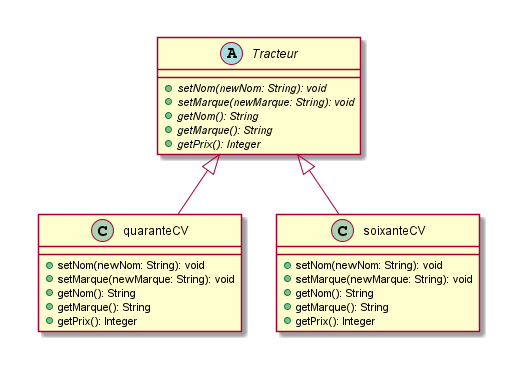 A Tracteur
setNom(newNom: String): void
setMarque(newMarque: String): void
getNom(): String
getMarque(): String
getPrix(): Integer
C quaranteCV
setNom(newNom: String): void
setMarque(newMarque: String): void
getNom(): String
getMarque(): String
getPrix(): Integer
C soixanteCV
setNom(newNom: String): void
setMarque(newMarque: String): void
getNom(): String
getMarque(): String
getPrix(): Integer